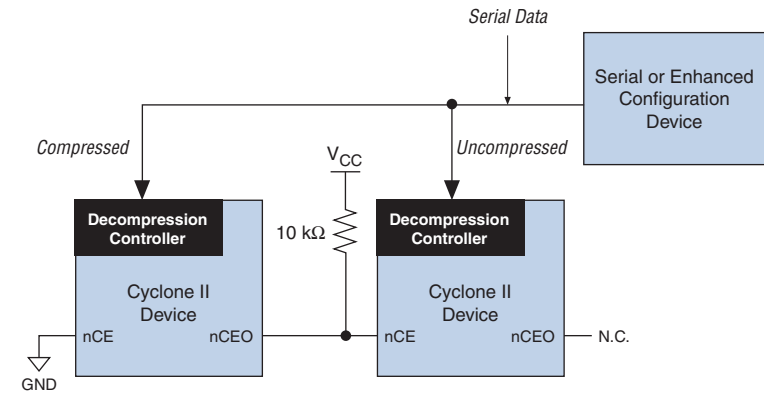 Serial Data
Serial or Enhanced
Configuration
Device
Compressed
Uncompressed
VCC
Decompression
Controller
10 kΩ
Decompression
Controller
Cyclone II
Device
Cyclone II
Device
nCE
nCEO
nCE
nCEO
N.C.
GND